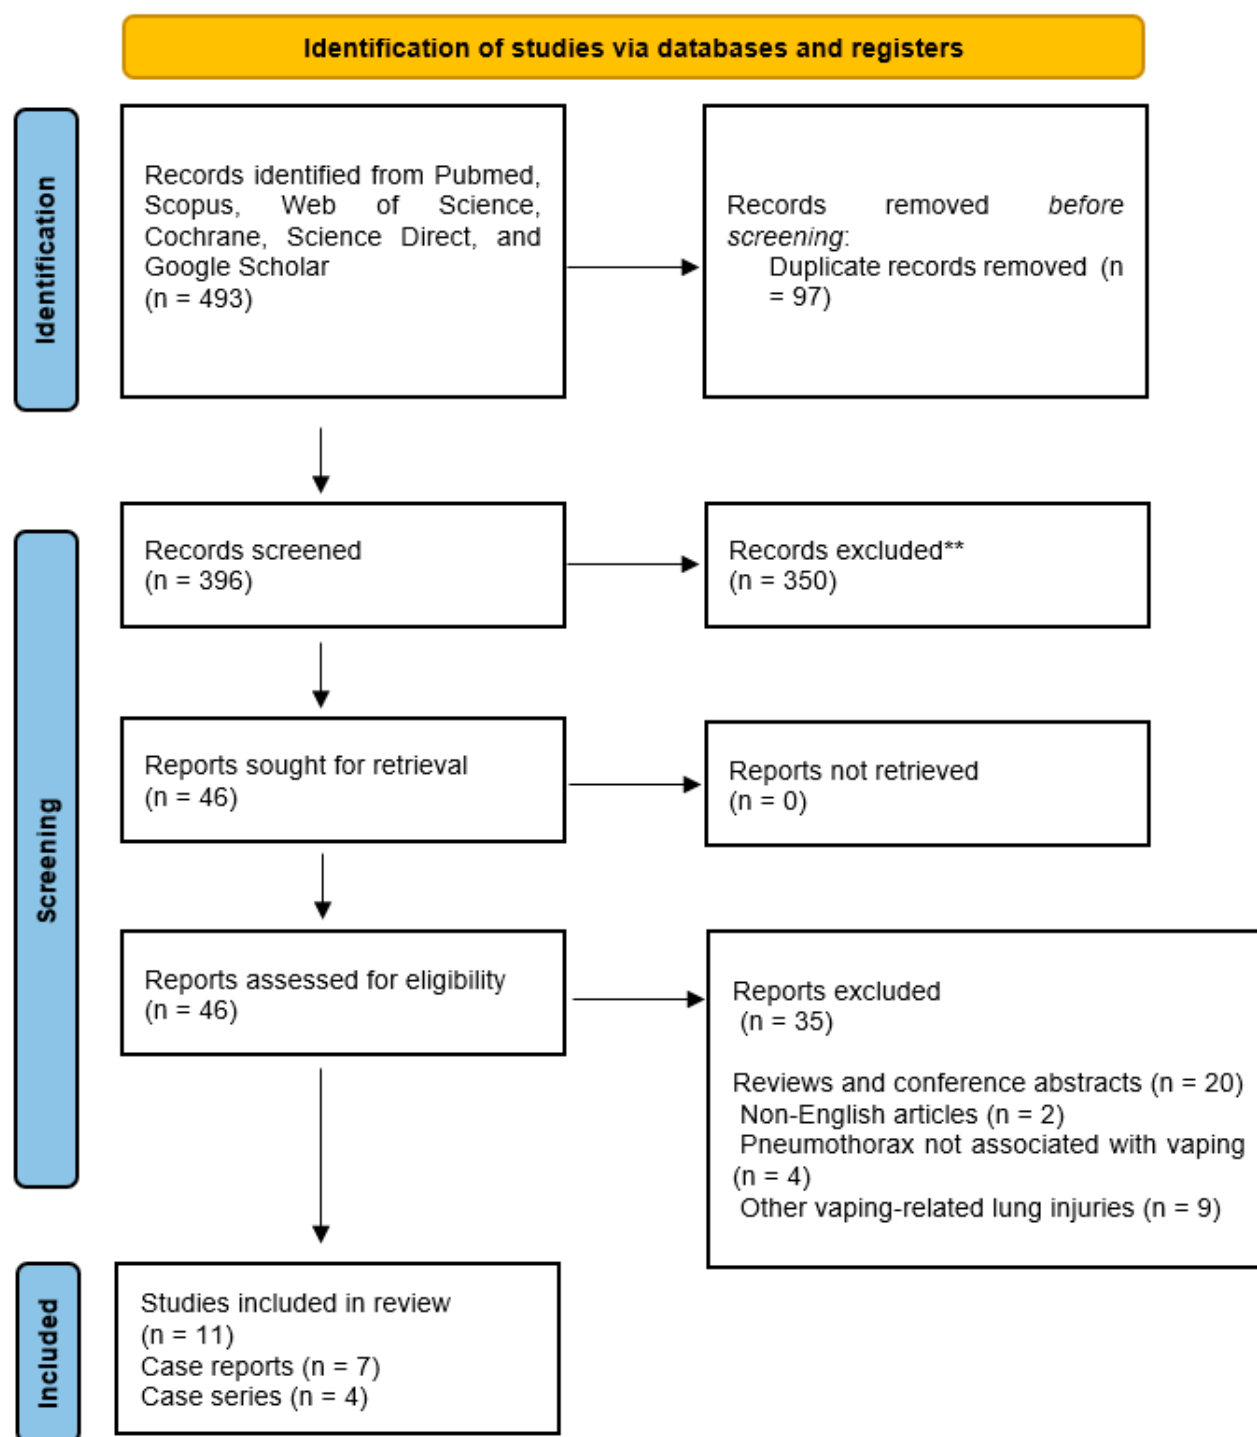 Identification of studies via databases and registers
Identification
Records identified from Pubmed,
Scopus, Web of Science,
Cochrane, Science Direct, and
Google Scholar
(n = 493)
Records removed before
screening:
Duplicate records removed (n
= 97)
Screening
Records screened
(n = 396)
Records excluded**
(n = 350)
Reports sought for retrieval
(n = 46)
Reports not retrieved
(n = 0)
Reports assessed for eligibility
(n = 46)
Reports excluded
(n = 35)
Reviews and conference abstracts (n = 20)
Non-English articles (n = 2)
Pneumothorax not associated with vaping
(n = 4)
Other vaping-related lung injuries (n = 9)
Included
Studies included in review
(n = 11)
Case reports (n = 7)
Case series (n = 4)